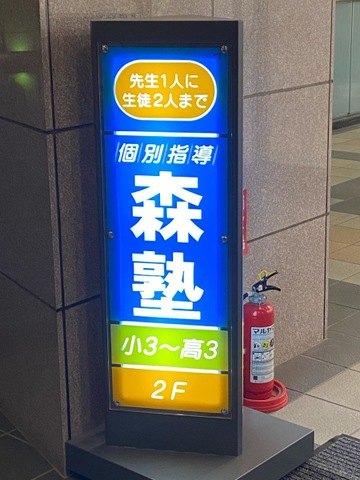 先生1人に
生徒2人まで
個別指導
森塾
小3～高3
2F